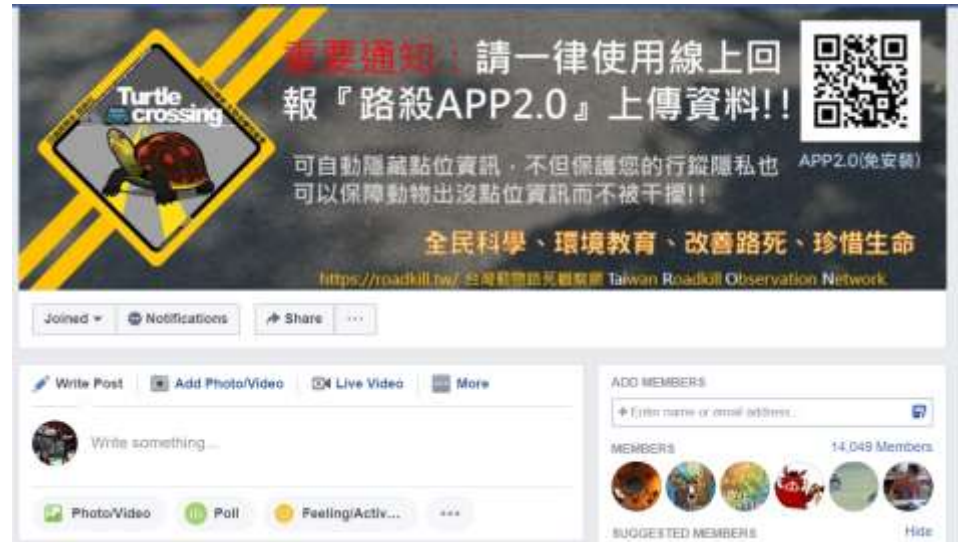 重要通知：請一律使用線上回
報『路殺APP2.0』上傳資料!!
Turtle
crossing
可自動隱藏點位資訊，不但保護您的行蹤隱私也
可以保障動物出沒點位資訊而不被干擾!!
APP2.0(免安裝)
全民科學、環境教育、改善路死、珍惜生命
https://roadkill.tw/ 台灣動物路死觀察網 Taiwan Roadkill Observation Network
Joined
Notifications
Share
Write Post
Add Photo/Video
Live Video
More
Write something...
Photo/Video
Poll
Feeling/Activ...
ADD MEMBERS
+ Enter name or email address...
MEMBERS
14,049 Members
SUGGESTED MEMBERS
Hide